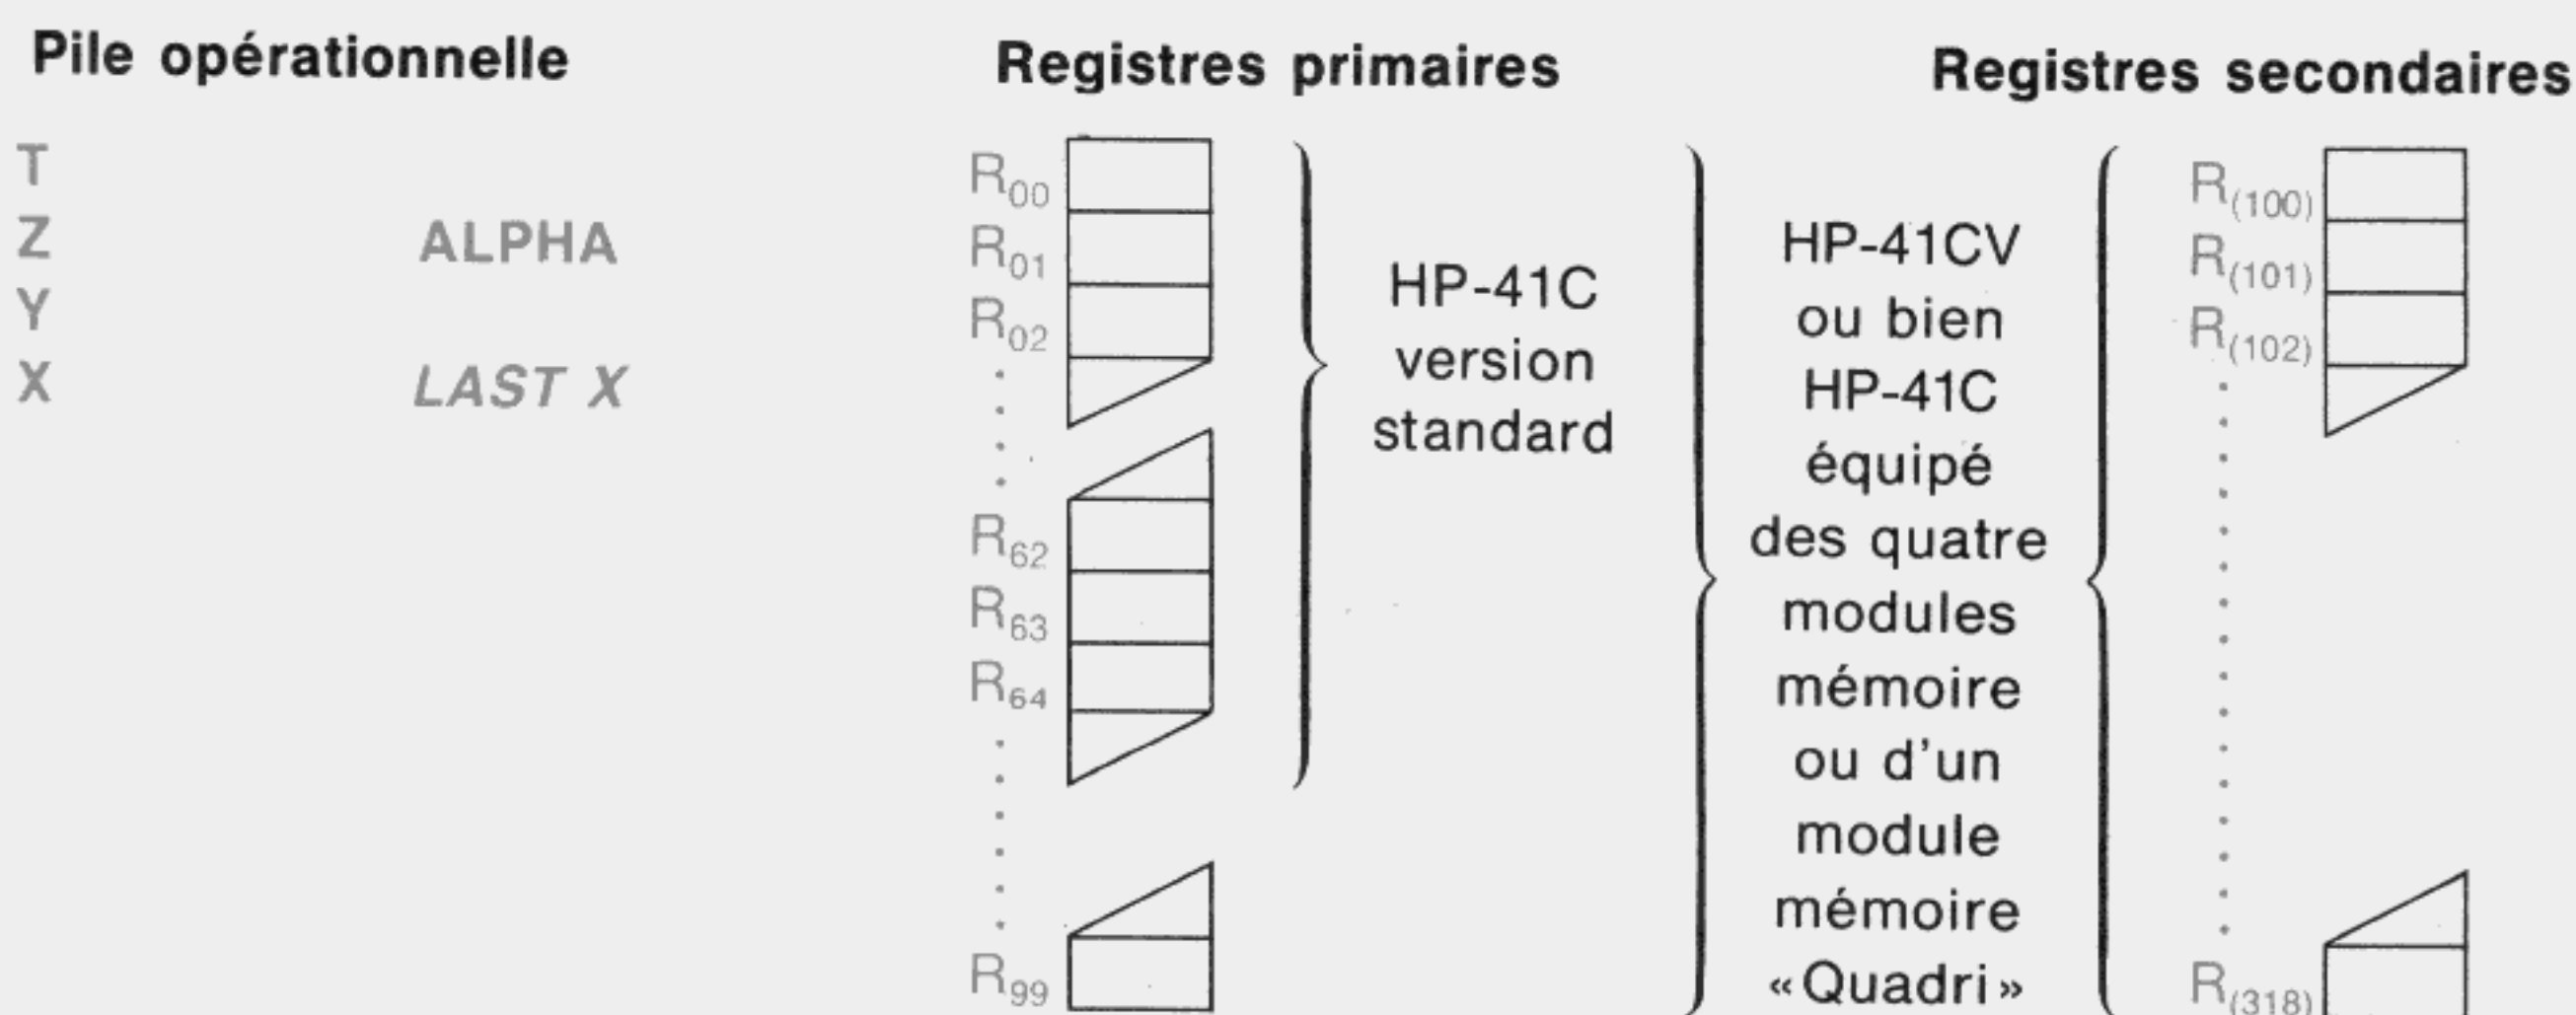 Pile opérationnelle
T
Z
Y
X
ALPHA
LAST X
Registres primaires
R00
R01
R02
R62
R63
R64
R99
HP-41C
version
standard
HP-41CV
ou bien
HP-41C
équipé
des quatre
modules
mémoire
ou d'un
module
mémoire
«Quadri»
Registres secondaires
R(100)
R(101)
R(102)
R(318)